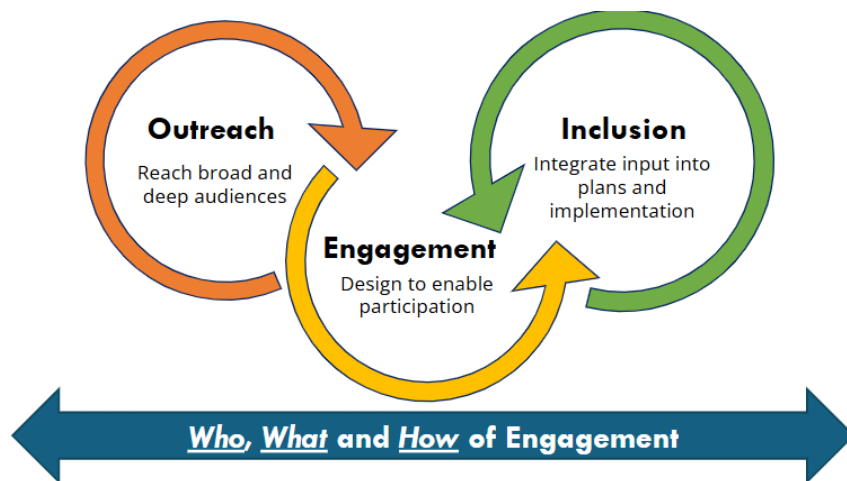 Outreach
Reach broad and
deep audiences
Engagement
Design to enable
participation
Inclusion
Integrate input into
plans and
implementation
Who, What and How of Engagement